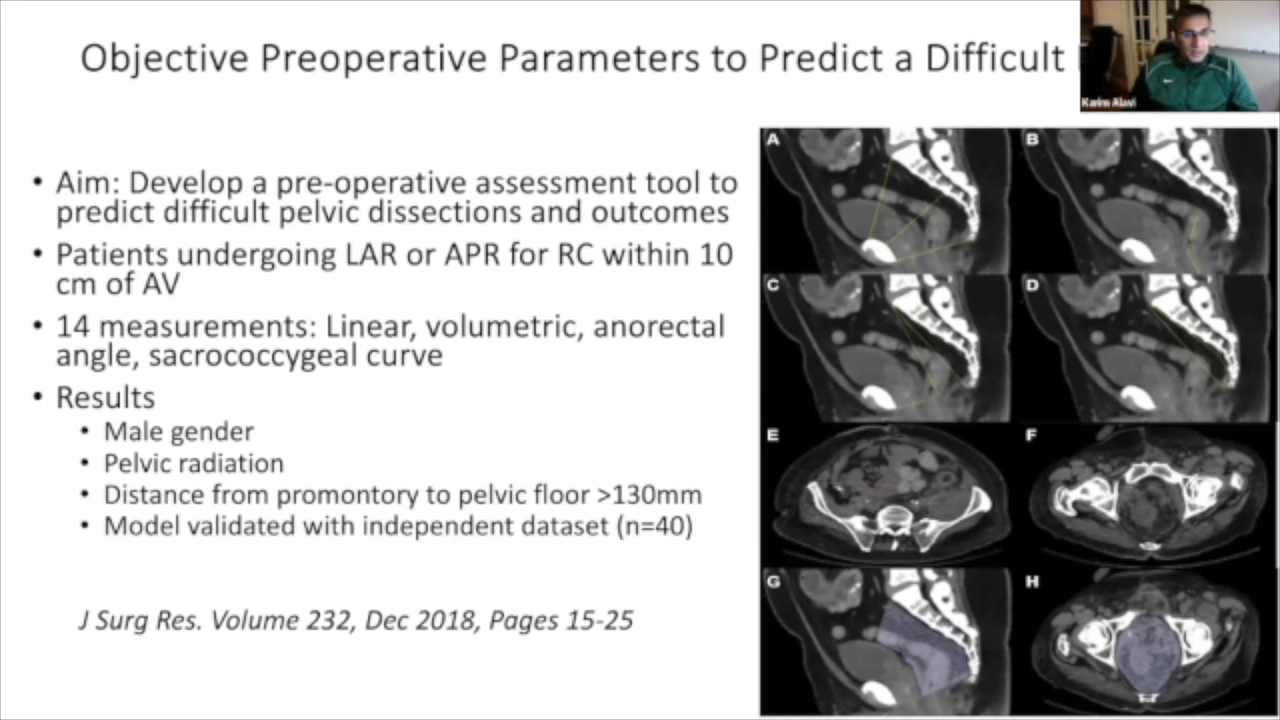 Objective Preoperative Parameters to Predict a Difficult
Karim Alavi
• Aim: Develop a pre-operative assessment tool to
predict difficult pelvic dissections and outcomes
• Patients undergoing LAR or APR for RC within 10
cm of AV
• 14 measurements: Linear, volumetric, anorectal
angle, sacrococcygeal curve
• Results
• Male gender
• Pelvic radiation
• Distance from promontory to pelvic floor >130mm
• Model validated with independent dataset (n=40)
J Surg Res. Volume 232, Dec 2018, Pages 15-25
A
B
C
D
E
F
G
H